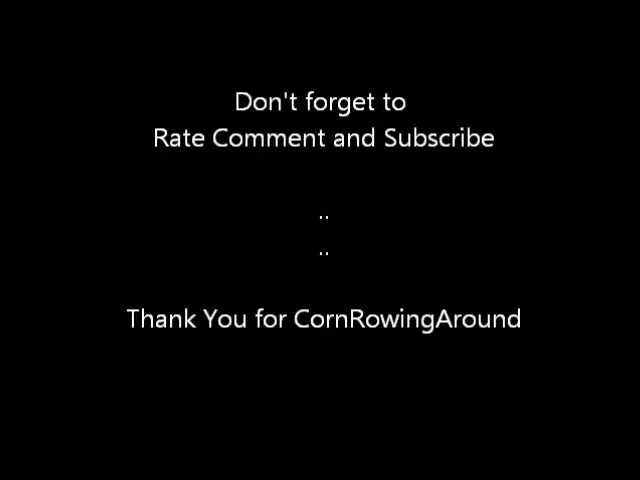 Don't forget to
Rate Comment and Subscribe
..
..
Thank You for CornRowingAround